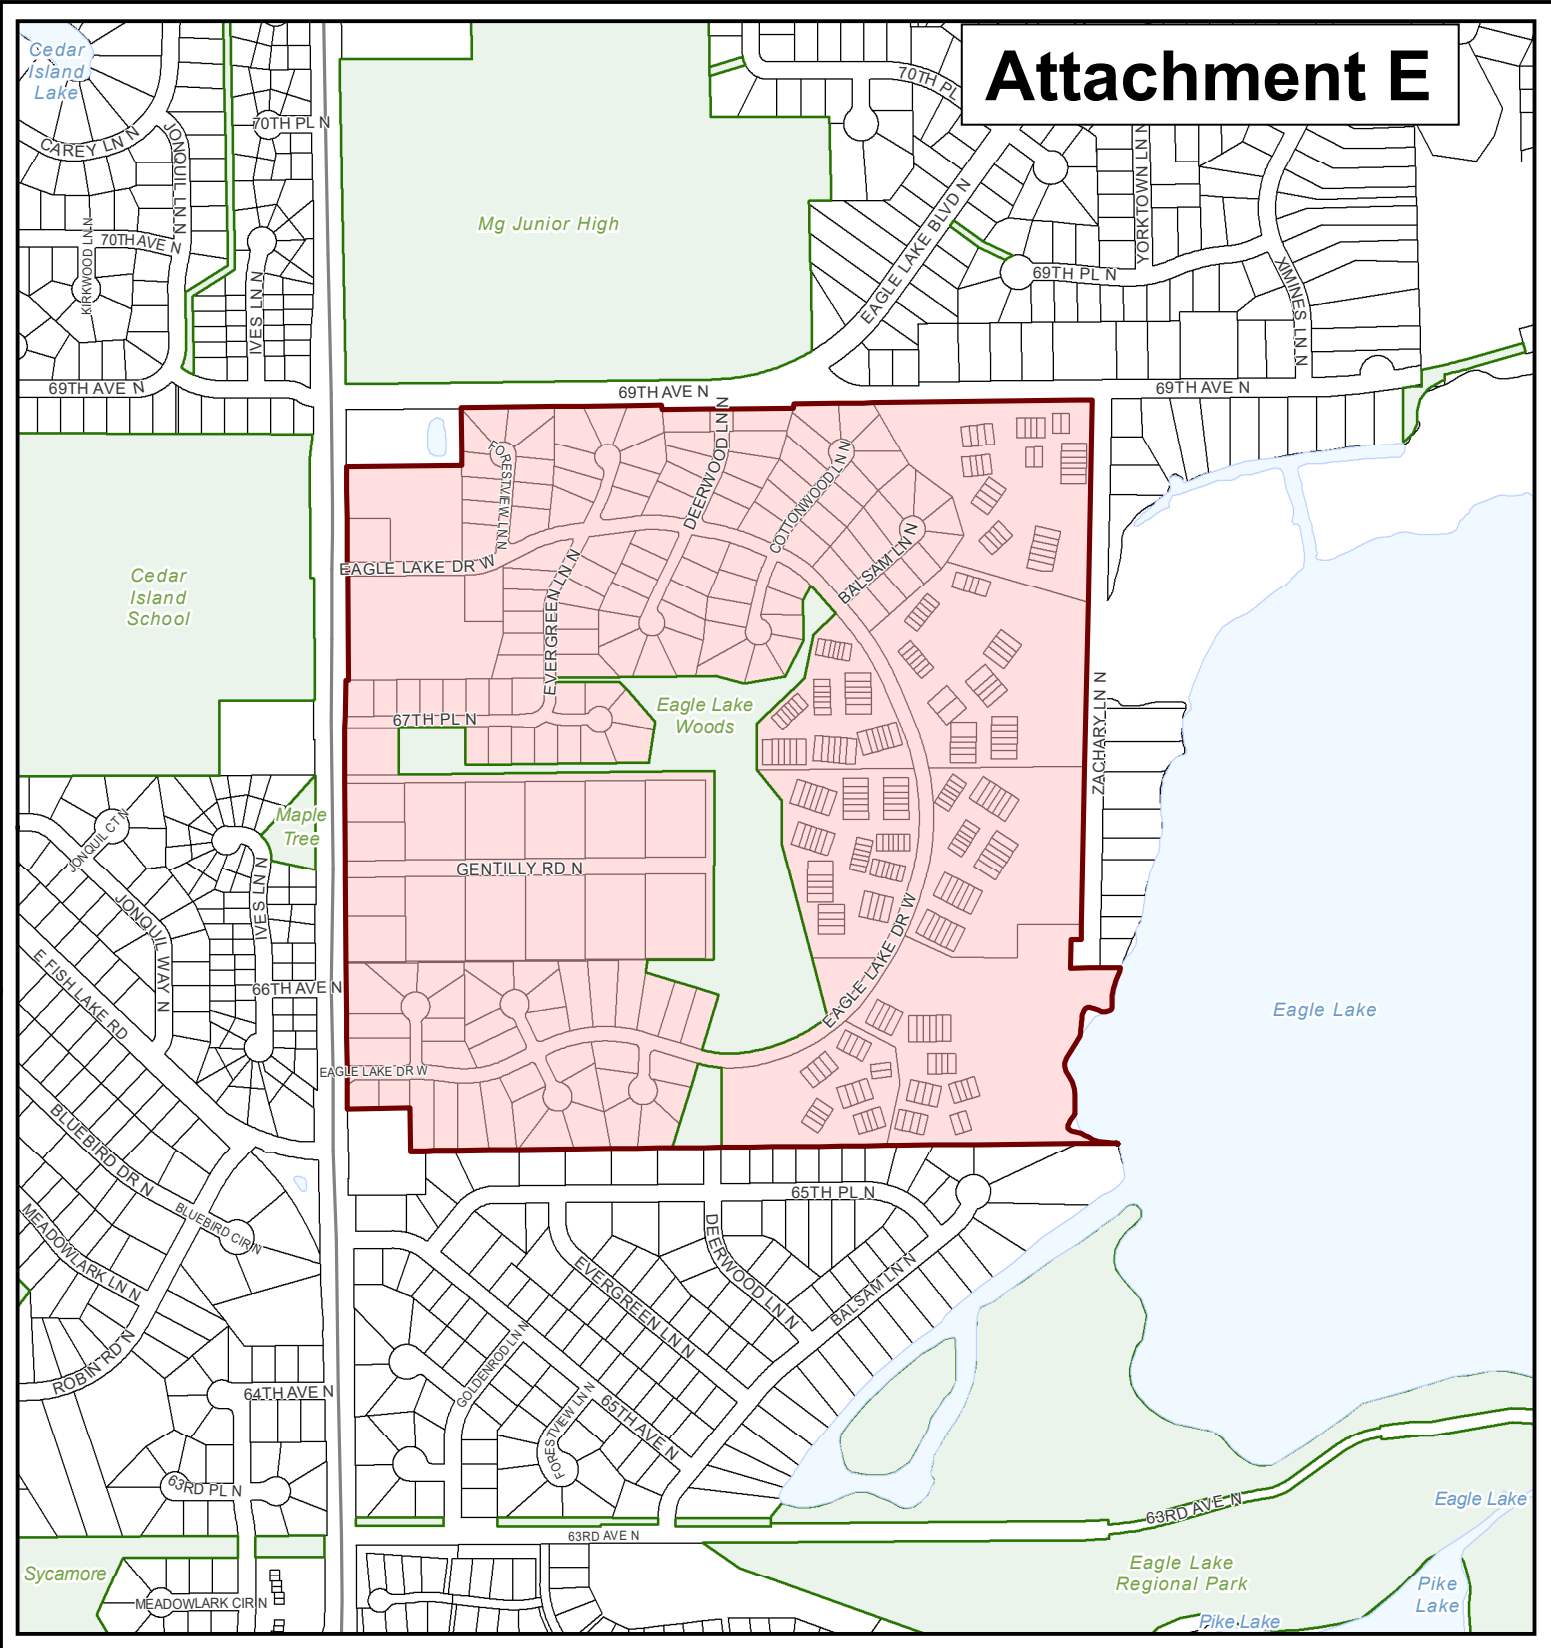 Attachment E
Cedar
Island
Lake
CAREY LN N
JONQUIL LN N
70TH PL N
70TH AVE N
KIRKWOOD LN N
IVES LN N
69TH AVE N
Mg Junior High
70TH PL
EAGLE LAKE BLVD N
YORKTOWN LN N
69TH PL N
XIMINES LN N
69TH AVE N
69TH AVE N
FORESTVIEW LN N
DEERWOOD LN N
COTTONWOOD LN N
BALSAM LN N
EAGLE LAKE DR W
EVERGREEN LN N
Cedar
Island
School
67TH PL N
Eagle Lake
Woods
ZACHARY LN N
Maple
Tree
JONQUIL CT N
GENTILLY RD N
IVES LN N
JONQUIL WAY N
E FISH LAKE RD
66TH AVE N
EAGLE LAKE DR W
Eagle Lake
EAGLE LAKE DR W
BLUEBIRD DR N
BLUEBIRD CIR N
MEADOWLARK LN N
ROBIN RD N
65TH PL N
DEERWOOD LN N
EVERGREEN LN N
BALSAM LN N
GOLDENROD LN N
FORESTVIEW LN N
65TH AVE N
64TH AVE N
63RD PL N
63RD AVE N
63RD AVE N
Eagle Lake
Sycamore
MEADOWLARK CIR N
Eagle Lake
Regional Park
Pike
Lake
Pike Lake